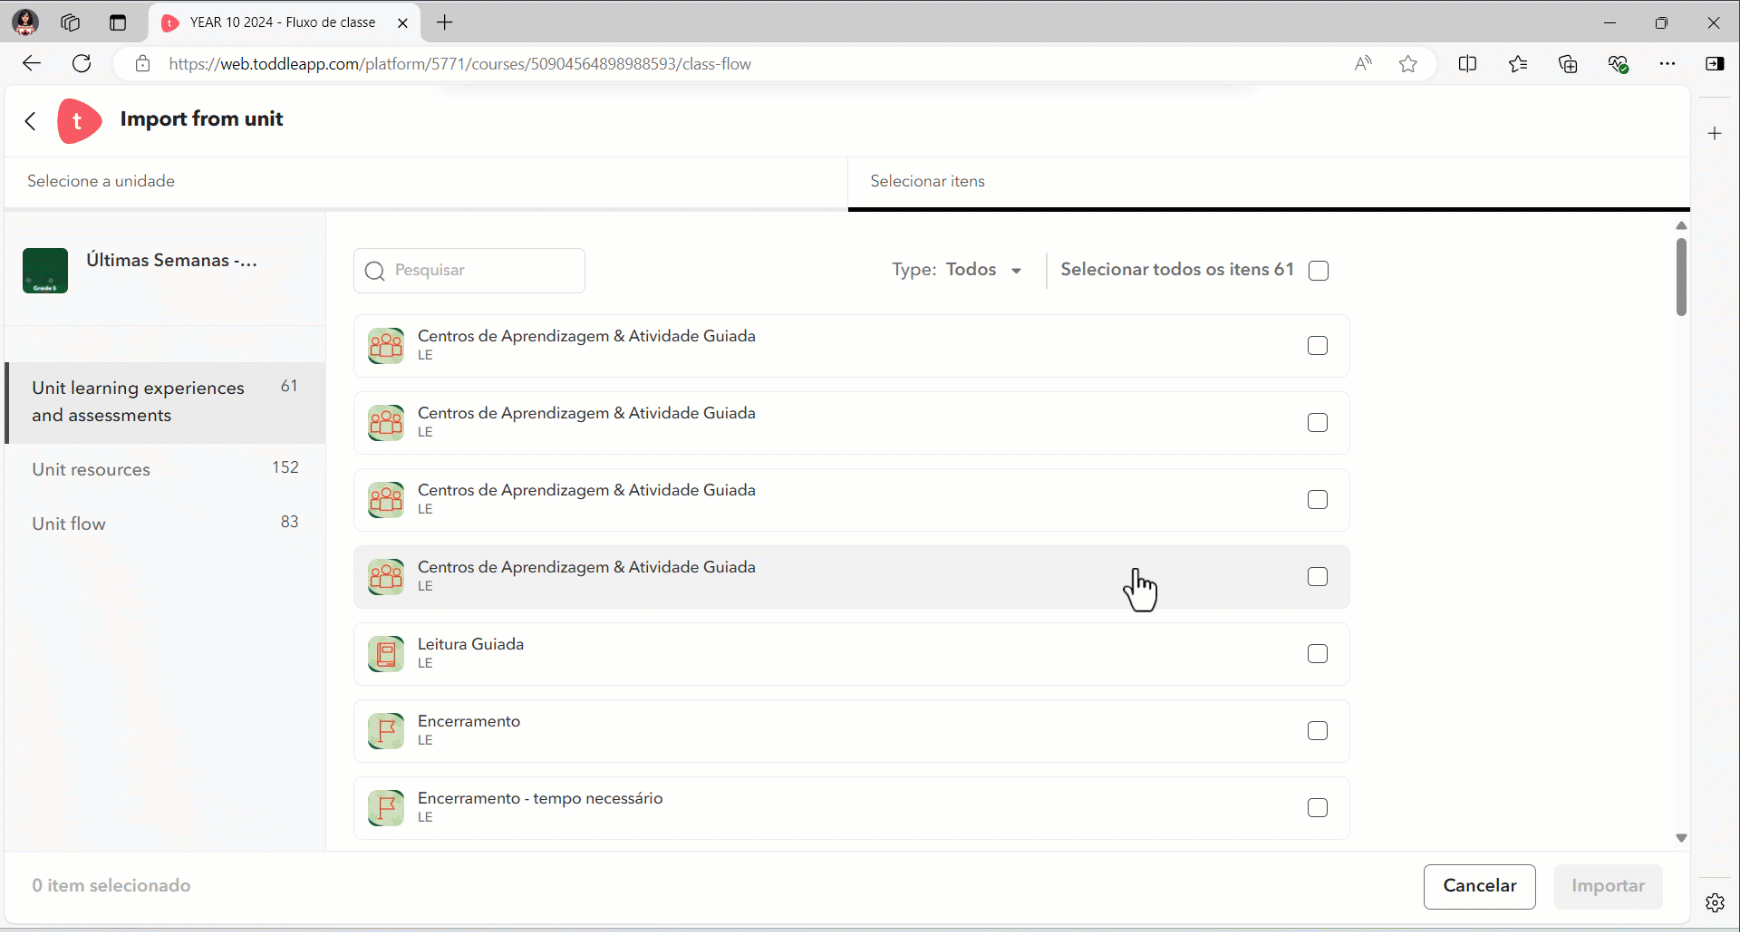 YEAR 10 2024 - Fluxo de classe
https://web.toddleapp.com/platform/5771/courses/50904564898988593/class-flow
t Import from unit
Selecione a unidade
Selecionar itens
Últimas Semanas -...
Grade 5
Pesquisar
Type: Todos
Selecionar todos os itens 61
Unit learning experiences and assessments 61
Unit resources 152
Unit flow 83
Centros de Aprendizagem & Atividade Guiada
LE
Centros de Aprendizagem & Atividade Guiada
LE
Centros de Aprendizagem & Atividade Guiada
LE
Centros de Aprendizagem & Atividade Guiada
LE
Leitura Guiada
LE
Encerramento
LE
Encerramento - tempo necessário
LE
0 item selecionado
Cancelar
Importar